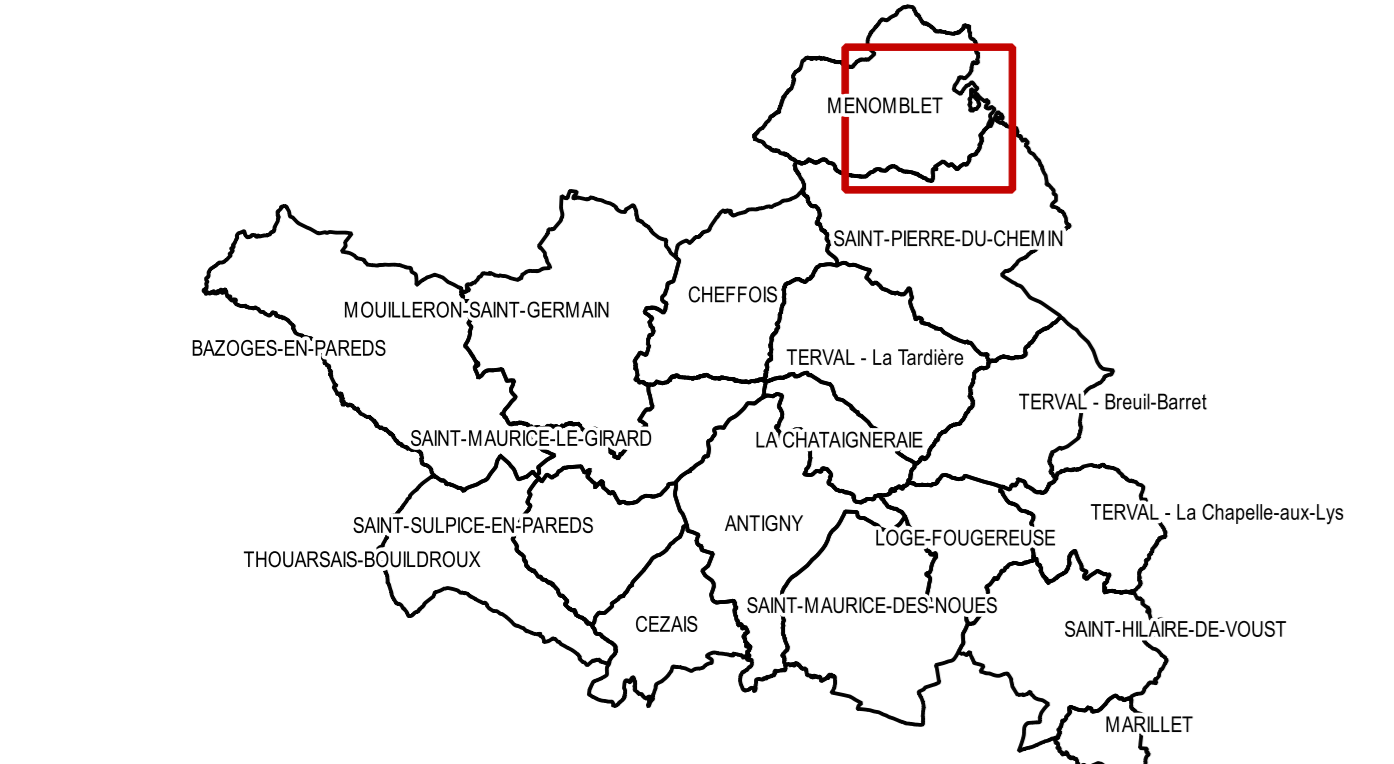 MENOMBLET
SAINT-PIERRE-DU-CHEMIN
CHEFFOIS
MOUILLERON-SAINT-GERMAIN
BAZOGES-EN-PAREDS
TERVAL - La Tardière
TERVAL - Breuil-Barret
SAINT-MAURICE-LE-GIRARD
LA CHATAIGNERAIE
TERVAL - La Chapelle-aux-Lys
SAINT-SULPICE-EN-PAREDS
ANTIGNY
LOGE-FOUGEREUSE
THOUARSAIS-BOUILDROUX
SAINT-MAURICE-DES-NOUES
CEZAIS
SAINT-HILAIRE-DE-VOUST
MARILLET